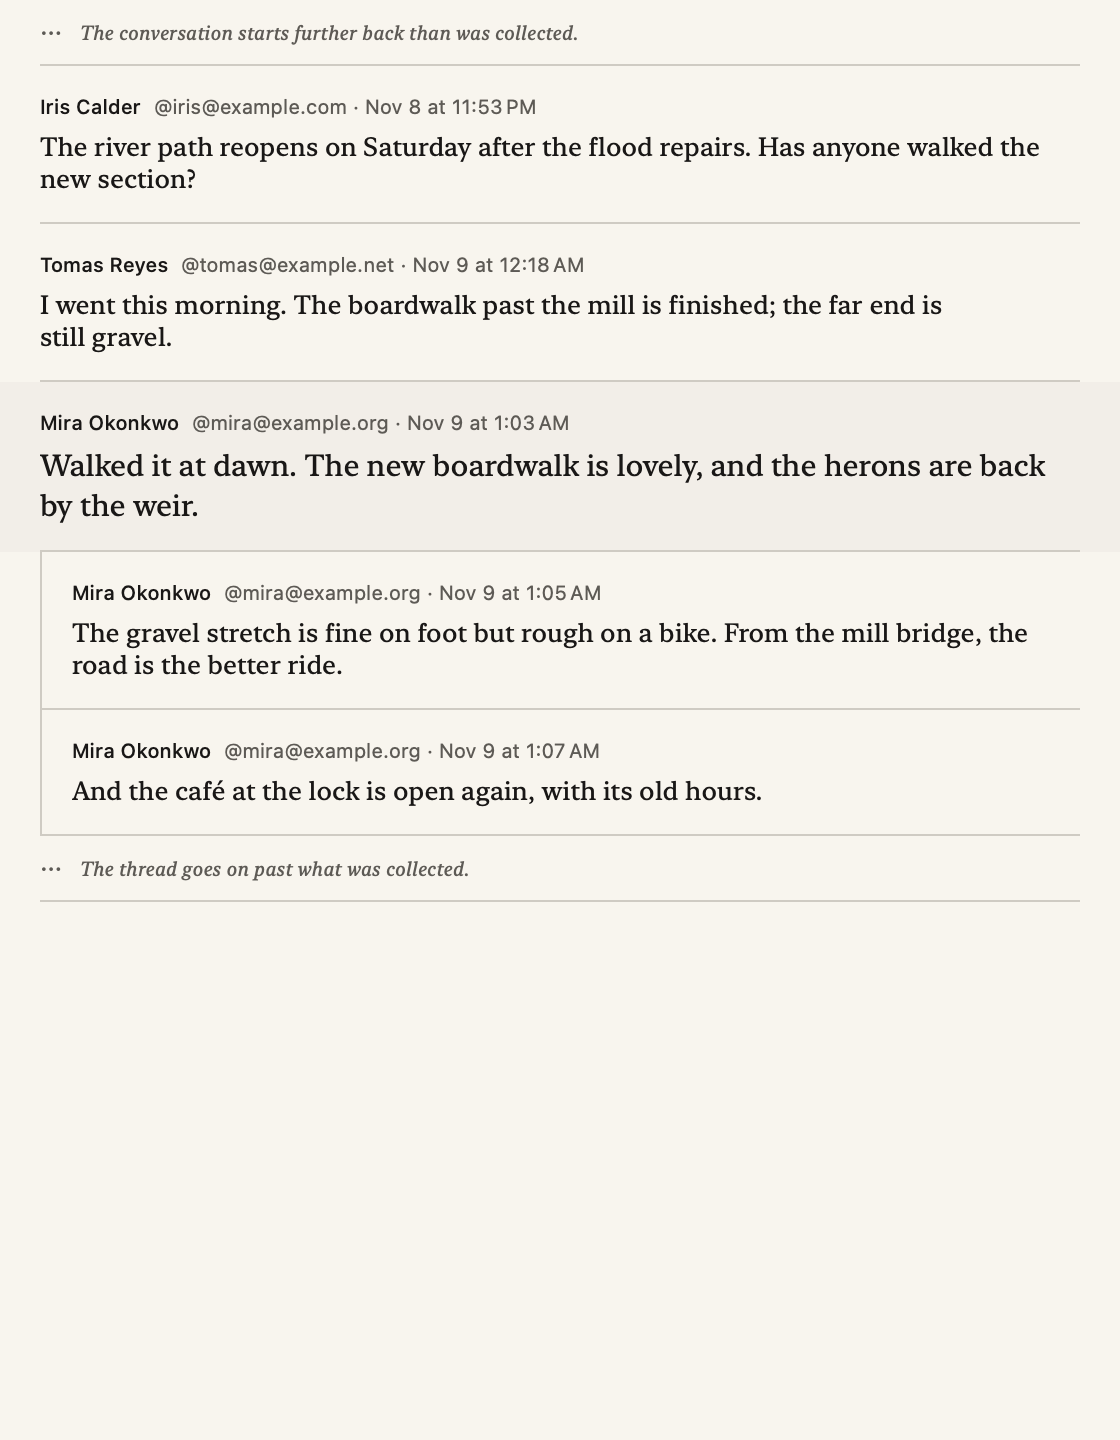 ··· The conversation starts further back than was collected.
Iris Calder @iris@example.com · Nov 8 at 11:53 PM
The river path reopens on Saturday after the flood repairs. Has anyone walked the
new section?
Tomas Reyes @tomas@example.net · Nov 9 at 12:18 AM
I went this morning. The boardwalk past the mill is finished; the far end is
still gravel.
Mira Okonkwo @mira@example.org · Nov 9 at 1:03 AM
Walked it at dawn. The new boardwalk is lovely, and the herons are back
by the weir.
Mira Okonkwo @mira@example.org · Nov 9 at 1:05 AM
The gravel stretch is fine on foot but rough on a bike. From the mill bridge, the
road is the better ride.
Mira Okonkwo @mira@example.org · Nov 9 at 1:07 AM
And the café at the lock is open again, with its old hours.
··· The thread goes on past what was collected.